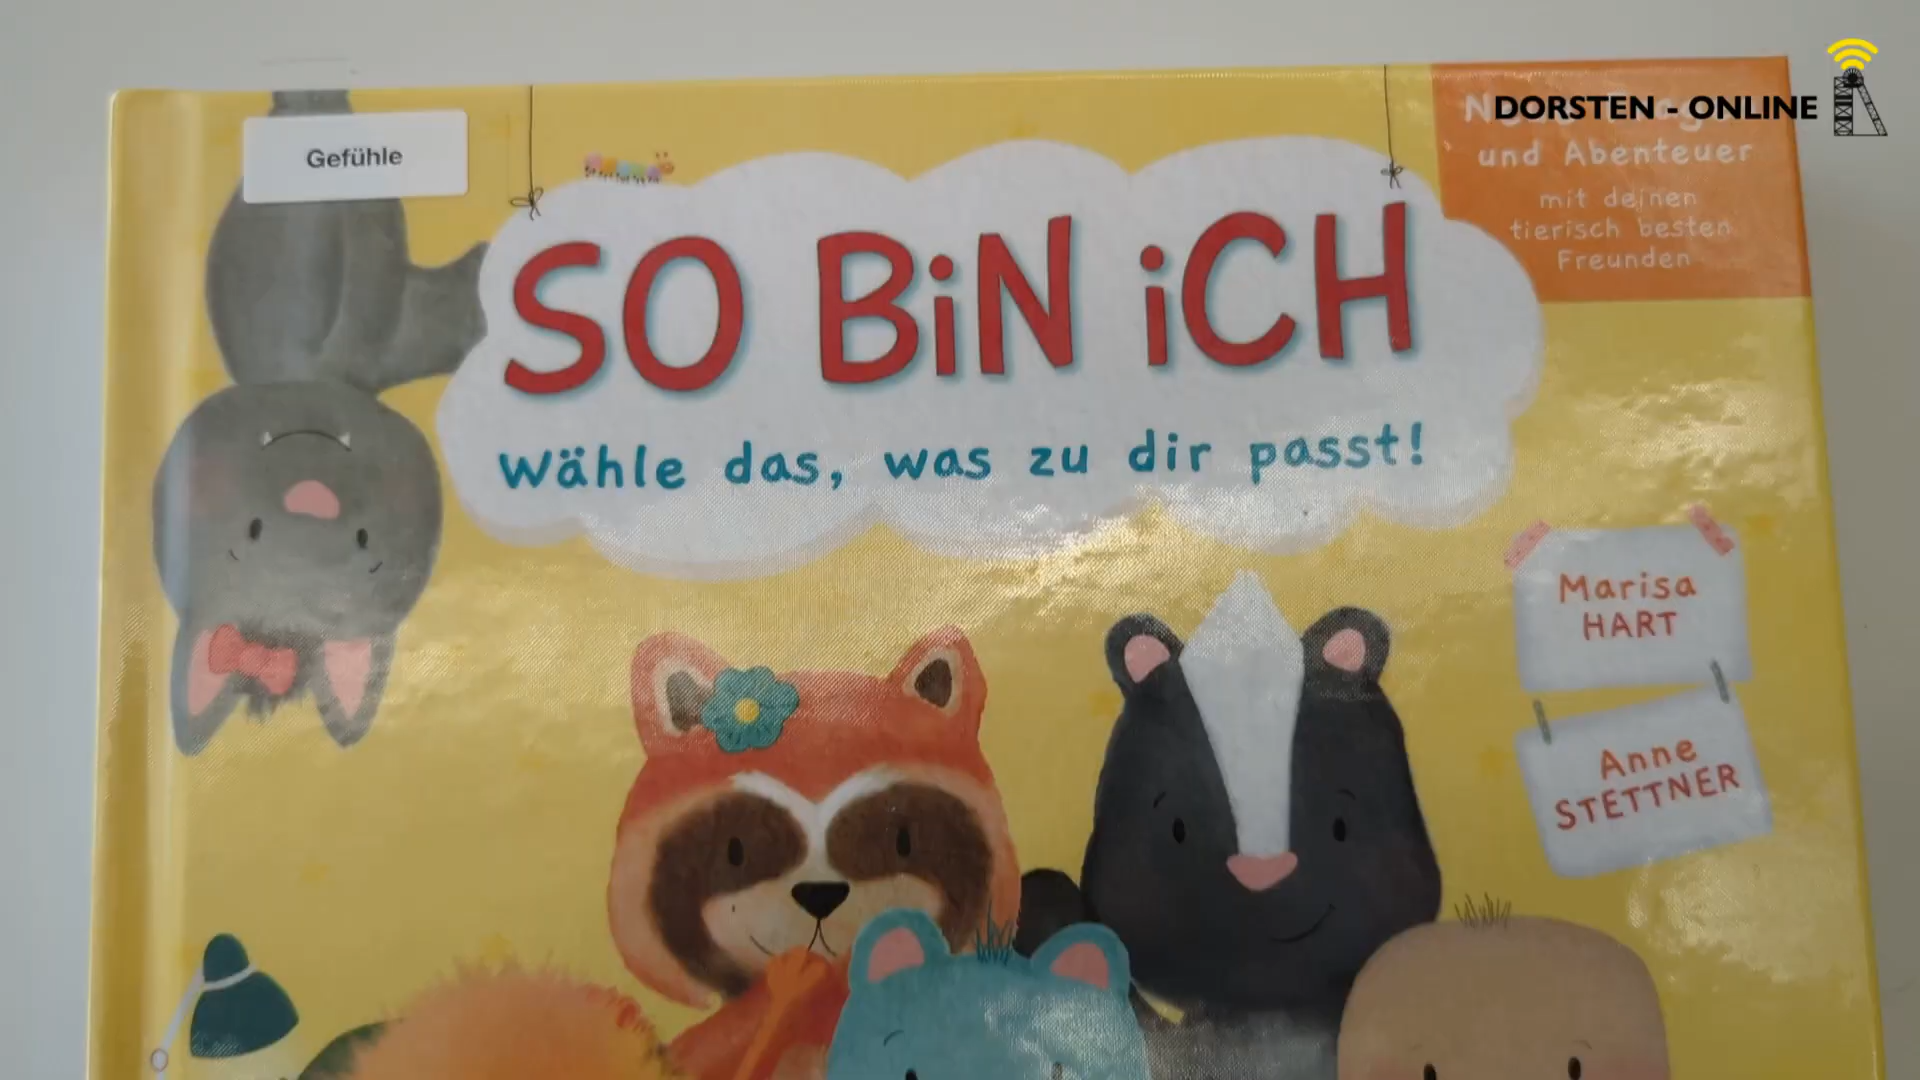 DORSTEN - ONLINE
Gefühle
und Abenteuer
mit deinen
tierisch besten
Freunden
SO BiN iCH
Wähle das, was zu dir passt!
Marisa
HART
Anne
STETTNER